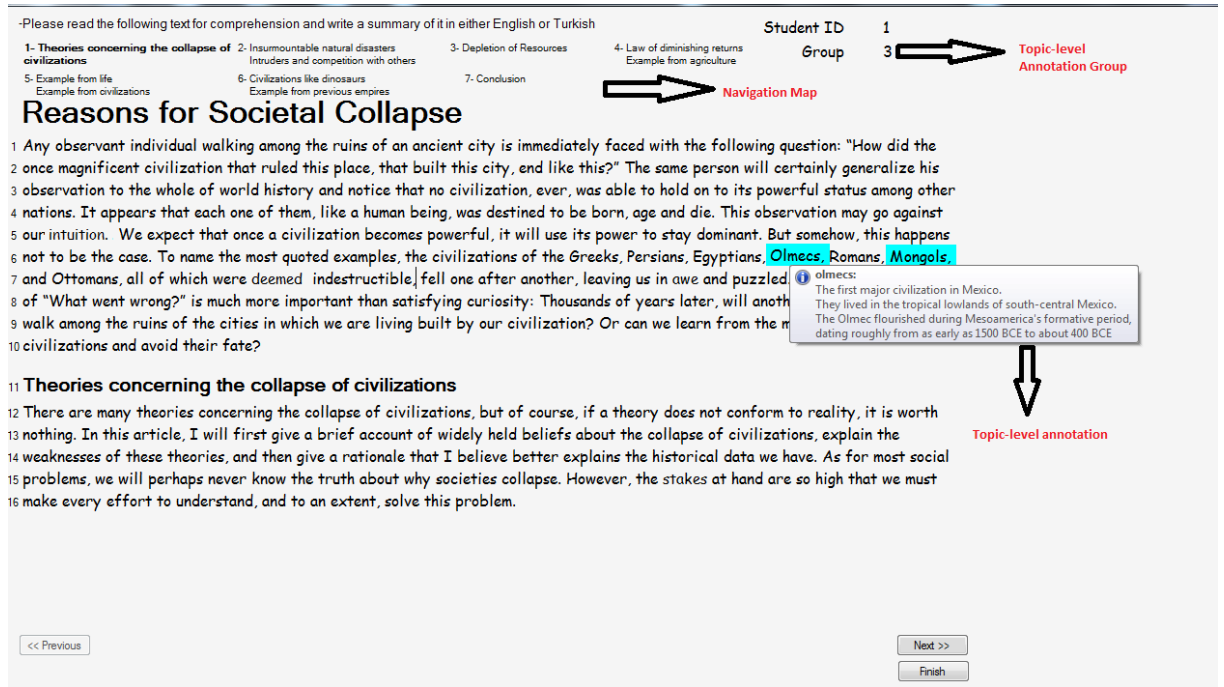 -Please read the following text for comprehension and write a summary of it in either English or Turkish
Student ID 1
Group 3
Topic-level
Annotation Group
1- Theories concerning the collapse of
civilizations
2- Insurmountable natural disasters
Intruders and competition with others
3- Depletion of Resources
4- Law of diminishing returns
Example from agriculture
5- Example from life
Example from civilizations
6- Civilizations like dinosaurs
Example from previous empires
7- Conclusion
Navigation Map
Reasons for Societal Collapse
1 Any observant individual walking among the ruins of an ancient city is immediately faced with the following question: “How did the
2 once magnificent civilization that ruled this place, that built this city, end like this?” The same person will certainly generalize his
3 observation to the whole of world history and notice that no civilization, ever, was able to hold on to its powerful status among other
4 nations. It appears that each one of them, like a human being, was destined to be born, age and die. This observation may go against
5 our intuition. We expect that once a civilization becomes powerful, it will use its power to stay dominant. But somehow, this happens
6 not to be the case. To name the most quoted examples, the civilizations of the Greeks, Persians, Egyptians, Olmecs, Romans, Mongols,
7 and Ottomans, all of which were deemed indestructible, fell one after another, leaving us in awe and puzzled.
8 of “What went wrong?” is much more important than satisfying curiosity: Thousands of years later, will anoth
9 walk among the ruins of the cities in which we are living built by our civilization? Or can we learn from the m
10 civilizations and avoid their fate?
olmecs:
The first major civilization in Mexico.
They lived in the tropical lowlands of south-central Mexico.
The Olmec flourished during Mesoamerica's formative period,
dating roughly from as early as 1500 BCE to about 400 BCE
11 Theories concerning the collapse of civilizations
12 There are many theories concerning the collapse of civilizations, but of course, if a theory does not conform to reality, it is worth
13 nothing. In this article, I will first give a brief account of widely held beliefs about the collapse of civilizations, explain the
14 weaknesses of these theories, and then give a rationale that I believe better explains the historical data we have. As for most social
15 problems, we will perhaps never know the truth about why societies collapse. However, the stakes at hand are so high that we must
16 make every effort to understand, and to an extent, solve this problem.
Topic-level annotation
<< Previous
Next >>
Finish